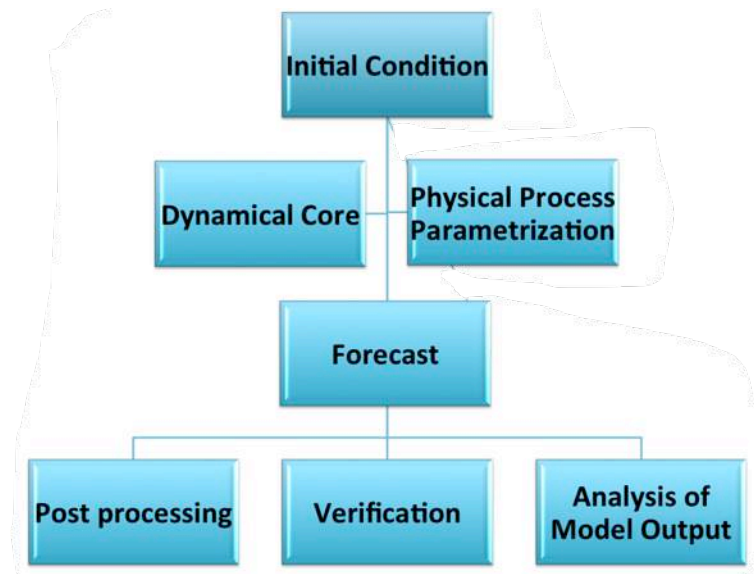 Initial Condition
Dynamical Core
Physical Process
Parametrization
Forecast
Post processing
Verification
Analysis of
Model Output